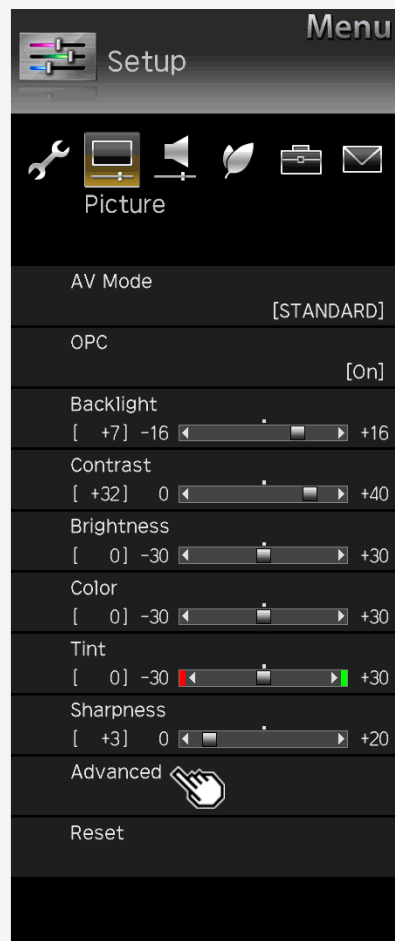 Menu
Setup
Picture
AV Mode
[STANDARD]
OPC
[On]
Backlight
[ +7] -16 +16
Contrast
[ +32] 0 +40
Brightness
[ 0] -30 +30
Color
[ 0] -30 +30
Tint
[ 0] -30 +30
Sharpness
[ +3] 0 +20
Advanced
Reset